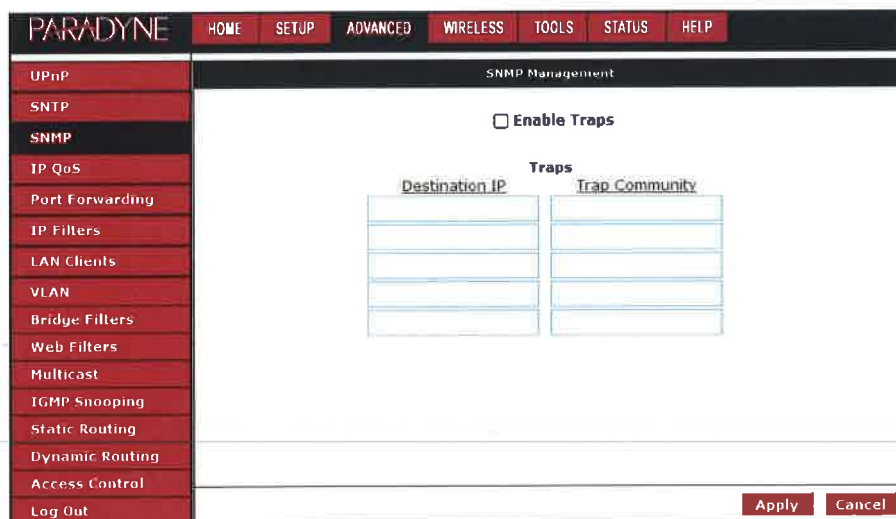 PARADYNE
HOME SETUP ADVANCED WIRELESS TOOLS STATUS HELP
UPnP
SNTP
SNMP
IP QoS
Port Forwarding
IP Filters
LAN Clients
VLAN
Bridge Filters
Web Filters
Multicast
IGMP Snooping
Static Routing
Dynamic Routing
Access Control
Log Out
SNMP Management
Enable Traps
Traps
Destination IP Trap Community
Apply Cancel